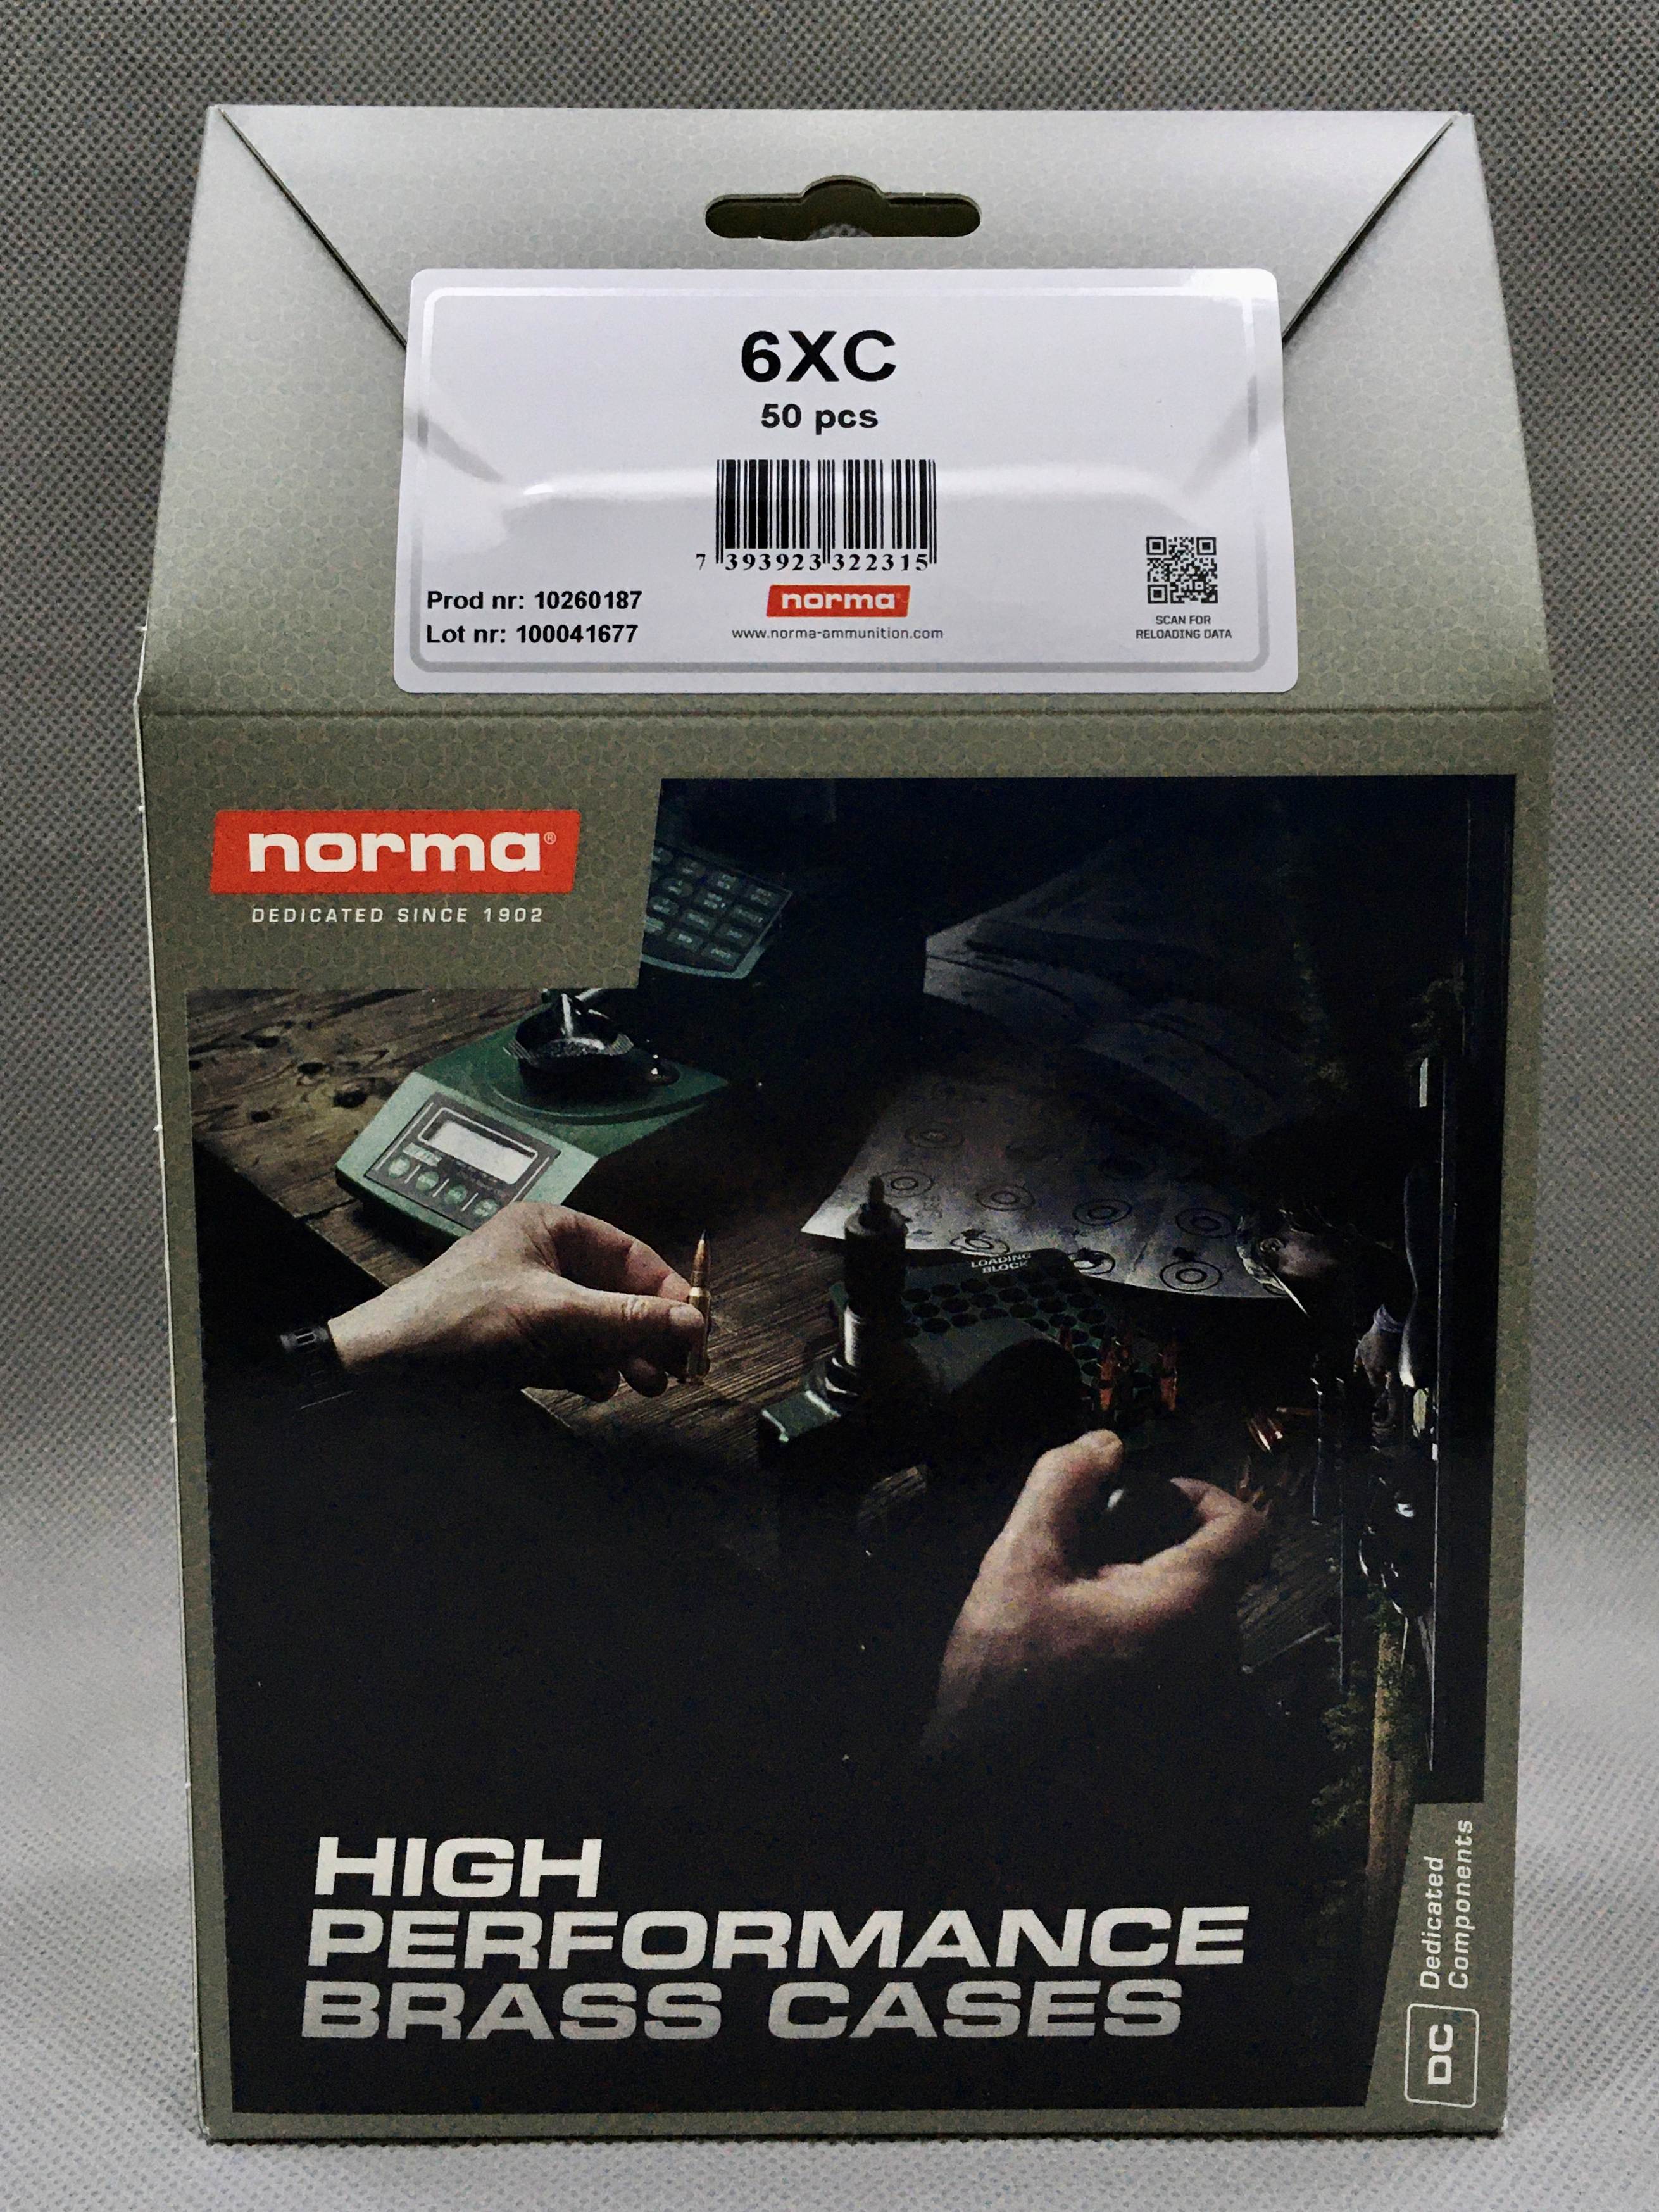 6XC
50 pcs
7 393923 322315
Prod nr: 10260187
Lot nr: 100041677
norma
www.norma-ammunition.com
SCAN FOR
RELOADING DATA
norma®
DEDICATED SINCE 1902
LOADING
BLOCK
HIGH
PERFORMANCE
BRASS CASES
DC
Dedicated
Components